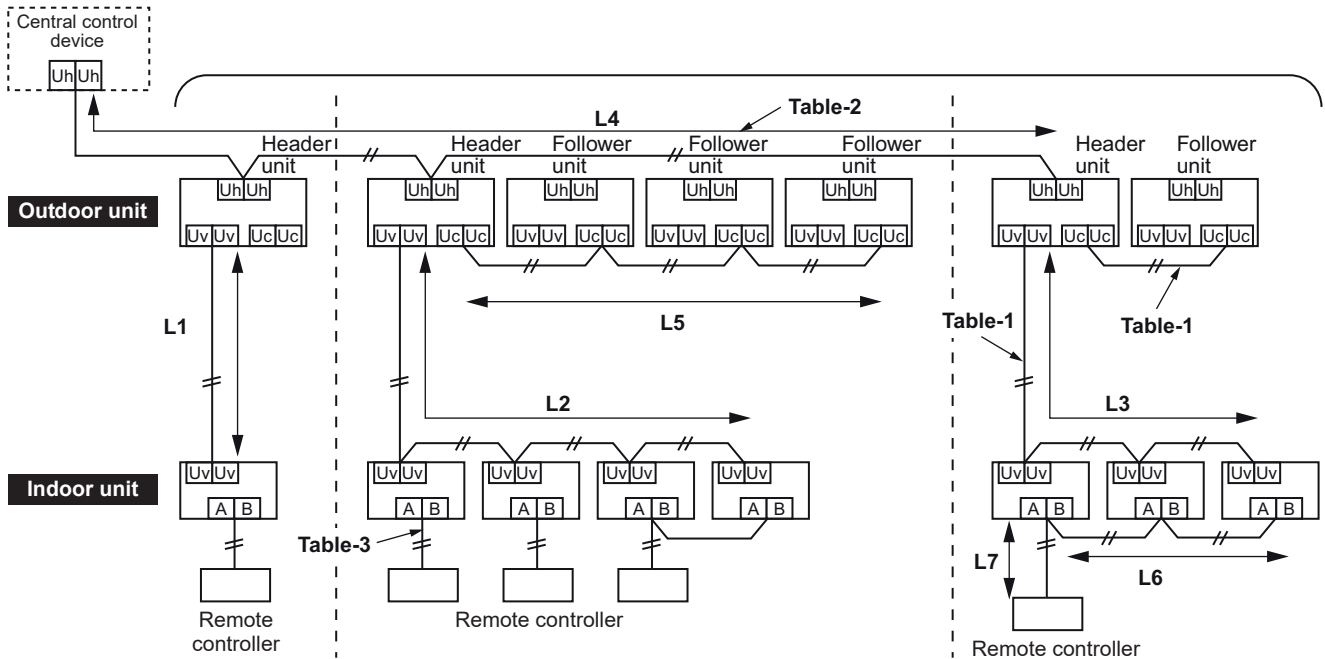 Central control
device
Uh Uh
L4
Table-2
Header
unit
Header
unit
Follower
unit
Follower
unit
Follower
unit
Header
unit
Follower
unit
Uh Uh
Uh Uh
Uh Uh
Uh Uh
Uh Uh
Uh Uh
Uh Uh
Outdoor unit
Uv Uv Uc Uc
Uv Uv Uc Uc
Uv Uv Uc Uc
Uv Uv Uc Uc
Uv Uv Uc Uc
Uv Uv Uc Uc
Uv Uv Uc Uc
L1
L5
Table-1
Table-1
L2
L3
Indoor unit
Uv Uv
Uv Uv
Uv Uv
Uv Uv
Uv Uv
Uv Uv
Uv Uv
Uv Uv
A B
A B
A B
A B
A B
A B
A B
A B
Table-3
L7
L6
Remote
controller
Remote controller
Remote controller